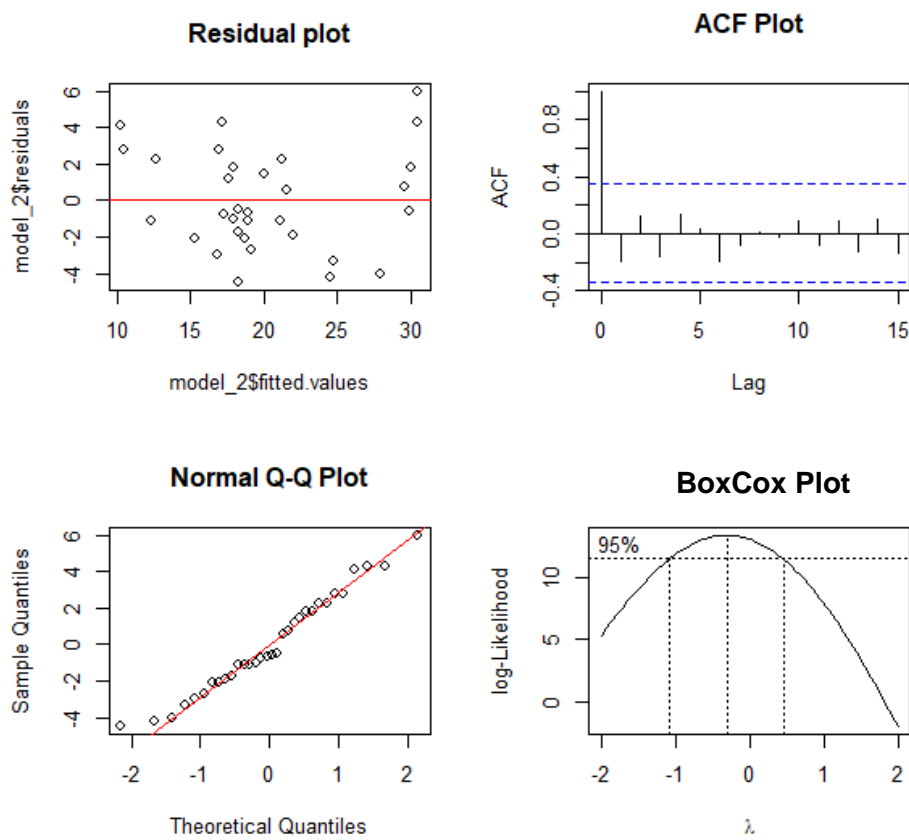 Residual plot
model_2$residuals
6
4
2
0
-2
-4
10 15 20 25 30
model_2$fitted.values
ACF Plot
ACF
0.8
0.4
0.0
-0.4
0 5 10 15
Lag
Normal Q-Q Plot
Sample Quantiles
6
4
2
0
-2
-4
-2 -1 0 1 2
Theoretical Quantiles
BoxCox Plot
log-Likelihood
95%
10
5
0
-2 -1 0 1 2
λ